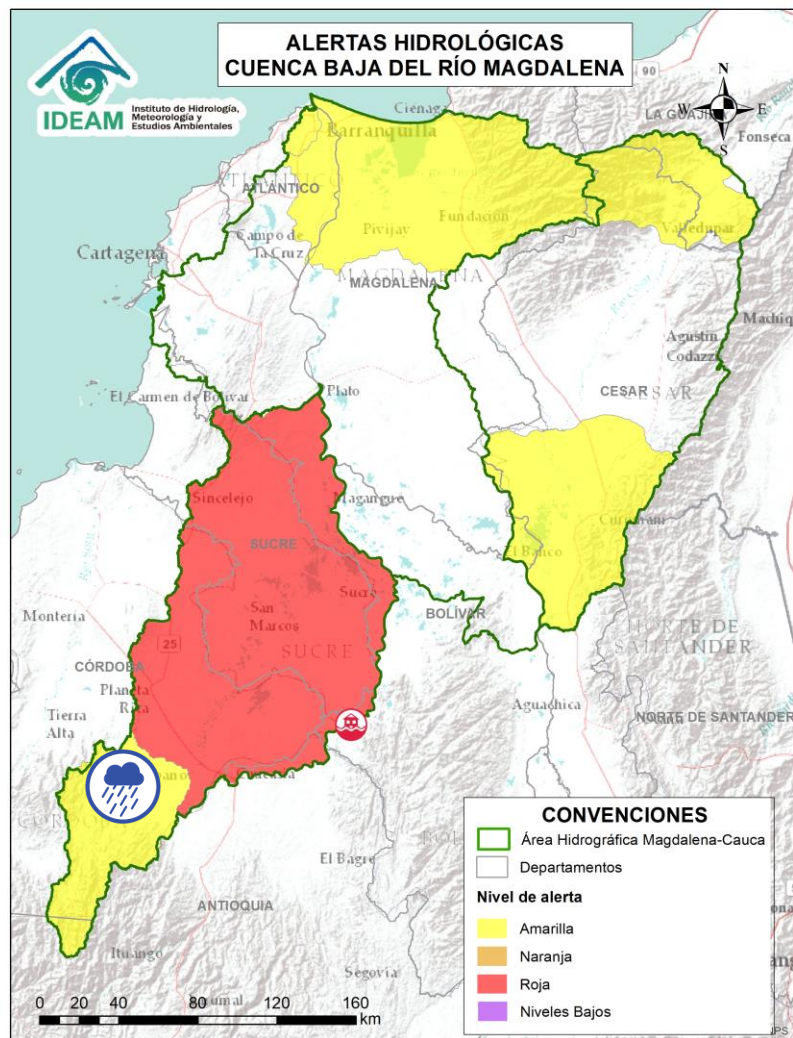 ALERTAS HIDROLÓGICAS
CUENCA BAJA DEL RÍO MAGDALENA
IDEAM
Instituto de Hidrología,
Meteorología y
Estudios Ambientales
N
W
E
S
90
Ciénaga
LA GUAJIRA
Fonseca
Barranquilla
ATLÁNTICO
Pivijay
Fundación
Valledupar
Cartagena
Campo de
la Cruz
MAGDALENA
MAGDALENA
Agustín
Codazzi
CESAR
El Carmen de Bolívar
Plato
Sincelejo
Magangue
SUCRE
El Banco
Sucre
Montería
San
Marcos
BOLÍVAR
25
SUCRE
NORTE DE
SANTANDER
CÓRDOBA
Planeta
Rica
Tierra
Alta
Aguachica
NORTE DE SANTANDER
El Bagre
ANTIOQUIA
Ituango
Segovia
CONVENCIONES
Área Hidrográfica Magdalena-Cauca
Departamentos
Nivel de alerta
Amarilla
Naranja
Roja
Niveles Bajos
0 20 40 80 120 160
km